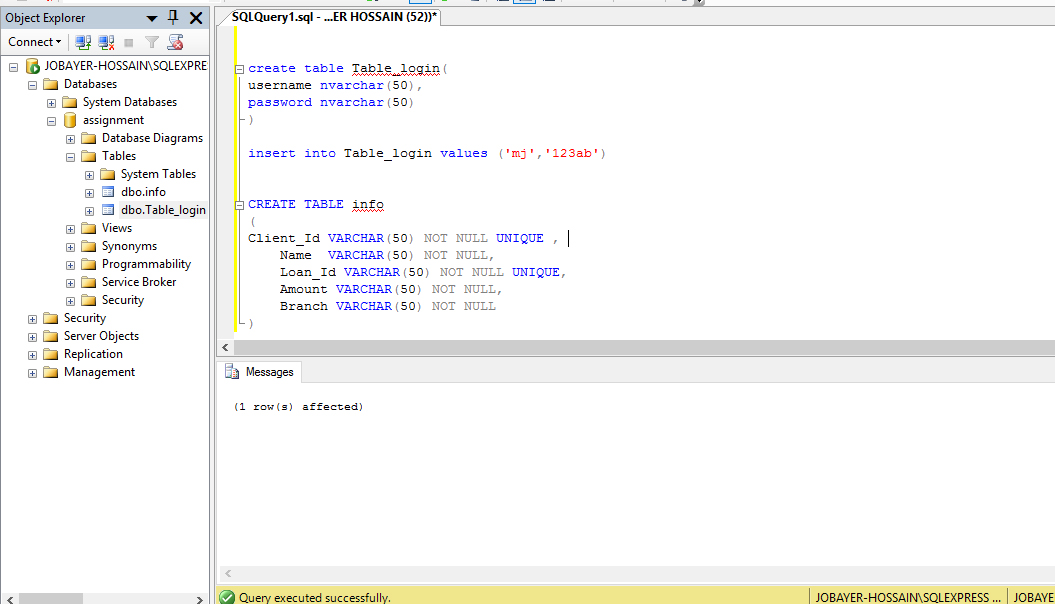 Object Explorer
Connect
JOBAYER-HOSSAIN\SQLEXPRE
Databases
System Databases
assignment
Database Diagrams
Tables
System Tables
dbo.info
dbo.Table_login
Views
Synonyms
Programmability
Service Broker
Security
Security
Server Objects
Replication
Management
SQLQuery1.sql - ...ER HOSSAIN (52))*
create table Table_login(
username nvarchar(50),
password nvarchar(50)
)
insert into Table_login values ('mj','123ab')
CREATE TABLE info
(
Client_Id VARCHAR(50) NOT NULL UNIQUE ,
Name VARCHAR(50) NOT NULL,
Loan_Id VARCHAR(50) NOT NULL UNIQUE,
Amount VARCHAR(50) NOT NULL,
Branch VARCHAR(50) NOT NULL
)
Messages
(1 row(s) affected)
Query executed successfully.
JOBAYER-HOSSAIN\SQLEXPRESS ...
JOBAYE